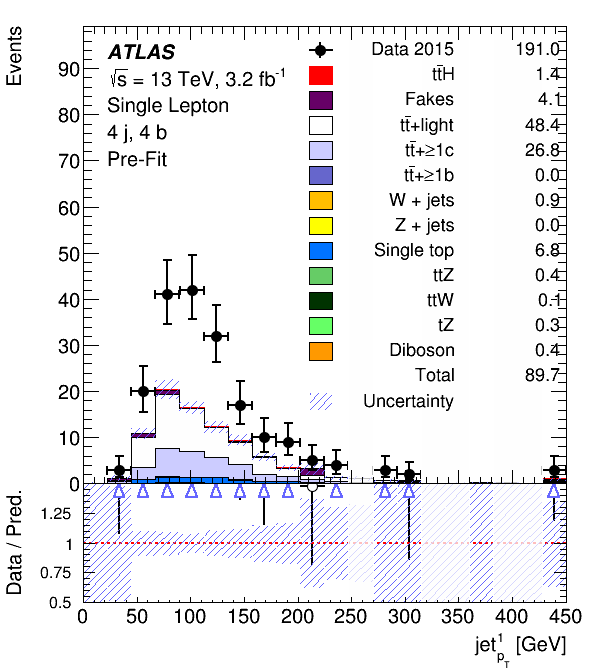 Events
ATLAS
√s = 13 TeV, 3.2 fb⁻¹
Single Lepton
4 j, 4 b
Pre-Fit
Data 2015 191.0
tt̄H 1.4
Fakes 4.1
tt̄+light 48.4
tt̄+≥1c 26.8
tt̄+≥1b 0.0
W + jets 0.9
Z + jets 0.0
Single top 6.8
ttZ 0.4
ttW 0.1
tZ 0.3
Diboson 0.4
Total 89.7
Uncertainty
90
80
70
60
50
40
30
20
10
0
Data / Pred.
1.25
1
0.75
0.5
0 50 100 150 200 250 300 350 400 450
jet¹pT [GeV]